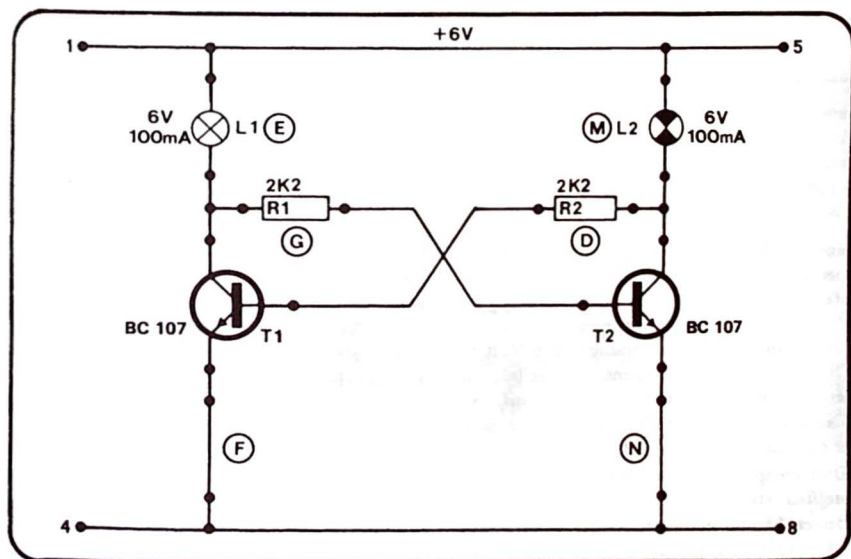 1 +6V 5
6V 100mA L1 E
M L2 6V 100mA
2K2 R1 G
2K2 R2 D
BC 107 T1
T2 BC 107
F N
4 8